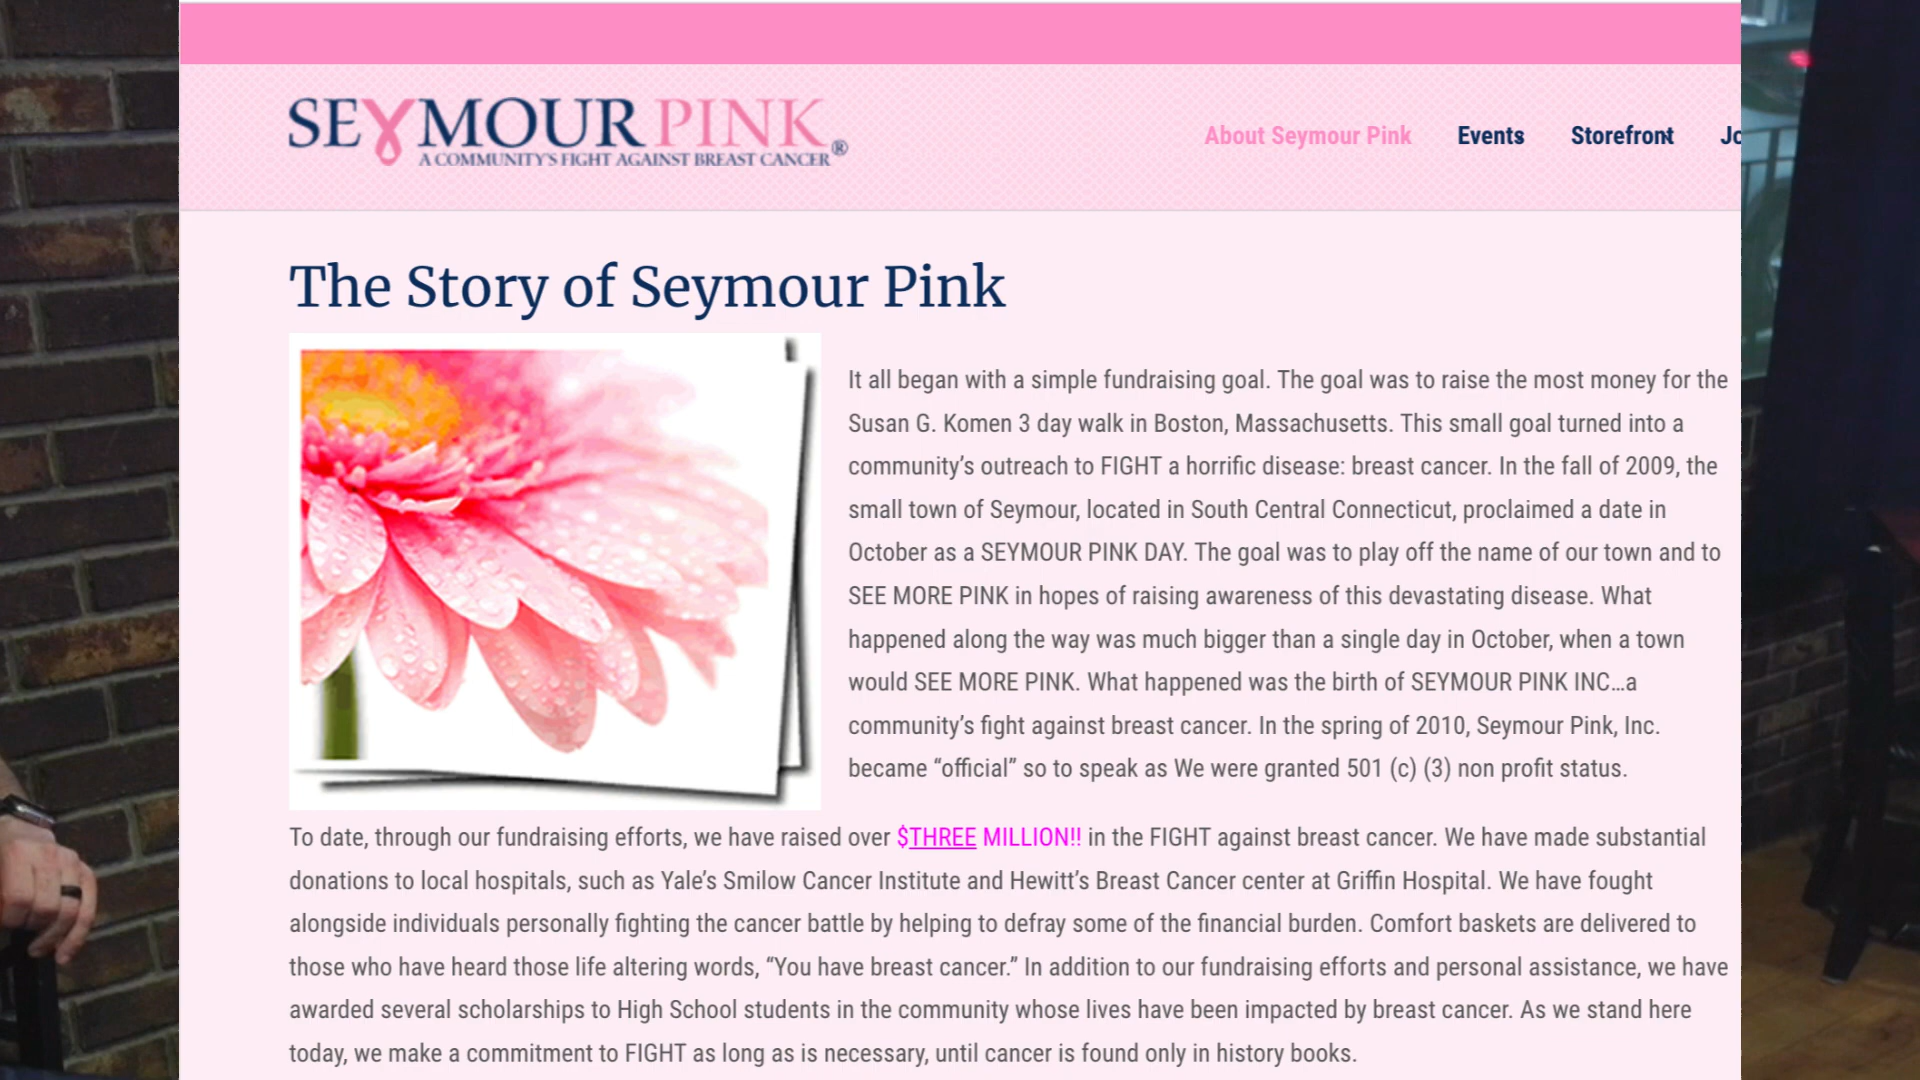 SEYMOUR PINK®
A COMMUNITY'S FIGHT AGAINST BREAST CANCER
About Seymour Pink Events Storefront Jo
The Story of Seymour Pink
It all began with a simple fundraising goal. The goal was to raise the most money for the
Susan G. Komen 3 day walk in Boston, Massachusetts. This small goal turned into a
community’s outreach to FIGHT a horrific disease: breast cancer. In the fall of 2009, the
small town of Seymour, located in South Central Connecticut, proclaimed a date in
October as a SEYMOUR PINK DAY. The goal was to play off the name of our town and to
SEE MORE PINK in hopes of raising awareness of this devastating disease. What
happened along the way was much bigger than a single day in October, when a town
would SEE MORE PINK. What happened was the birth of SEYMOUR PINK INC…a
community’s fight against breast cancer. In the spring of 2010, Seymour Pink, Inc.
became “official” so to speak as We were granted 501 (c) (3) non profit status.
To date, through our fundraising efforts, we have raised over $THREE MILLION!! in the FIGHT against breast cancer. We have made substantial
donations to local hospitals, such as Yale’s Smilow Cancer Institute and Hewitt’s Breast Cancer center at Griffin Hospital. We have fought
alongside individuals personally fighting the cancer battle by helping to defray some of the financial burden. Comfort baskets are delivered to
those who have heard those life altering words, “You have breast cancer.” In addition to our fundraising efforts and personal assistance, we have
awarded several scholarships to High School students in the community whose lives have been impacted by breast cancer. As we stand here
today, we make a commitment to FIGHT as long as is necessary, until cancer is found only in history books.